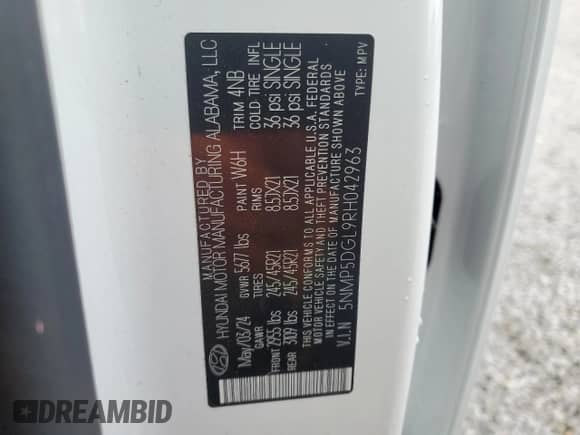 MANUFACTURED BY
HYUNDAI MOTOR MANUFACTURING ALABAMA, LLC
May/03/24 GVWR 5677 lbs PAINT W6H TRIM 4NB
GAWR TIRES RIMS COLD TIRE INFL
FRONT 2955 lbs 245/45R21 8.5JX21 36 psi SINGLE
REAR 3109 lbs 245/45R21 8.5JX21 36 psi SINGLE
THIS VEHICLE CONFORMS TO ALL APPLICABLE U.S.A. FEDERAL
MOTOR VEHICLE SAFETY AND THEFT PREVENTION STANDARDS
IN EFFECT ON THE DATE OF MANUFACTURE SHOWN ABOVE
V.I.N 5NMP5DGL9RH042963 TYPE: MPV
DREAMBID